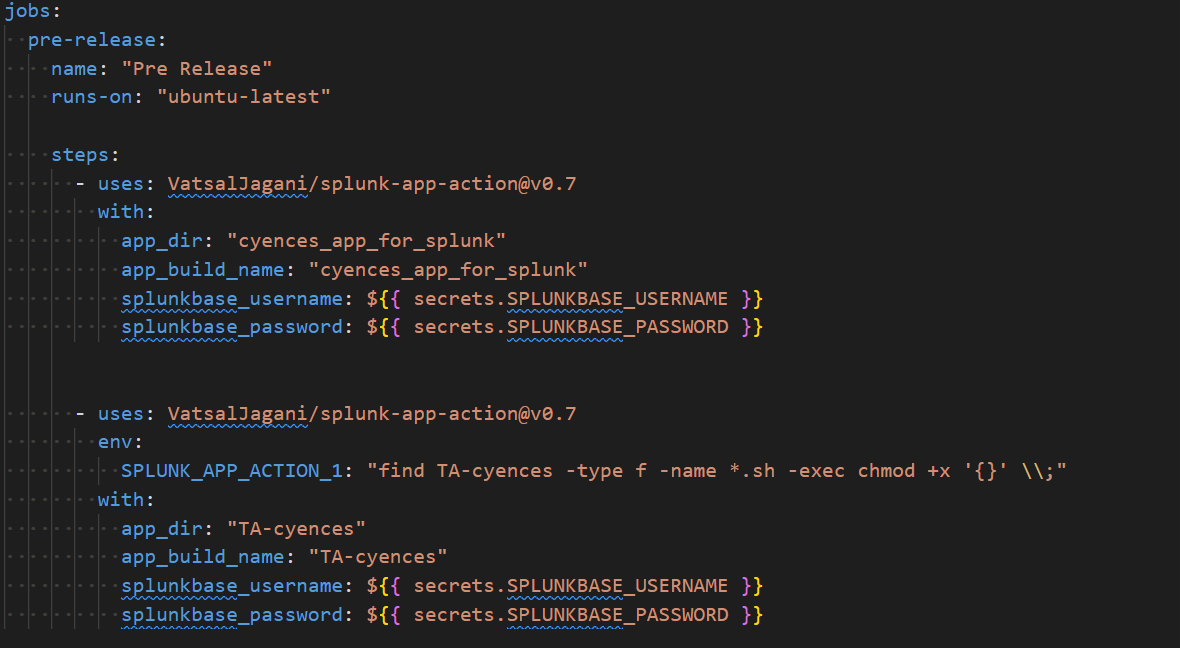 jobs:
  pre-release:
    name: "Pre Release"
    runs-on: "ubuntu-latest"

    steps:
      - uses: VatsalJagani/splunk-app-action@v0.7
        with:
          app_dir: "cyences_app_for_splunk"
          app_build_name: "cyences_app_for_splunk"
          splunkbase_username: ${{ secrets.SPLUNKBASE_USERNAME }}
          splunkbase_password: ${{ secrets.SPLUNKBASE_PASSWORD }}


      - uses: VatsalJagani/splunk-app-action@v0.7
        env:
          SPLUNK_APP_ACTION_1: "find TA-cyences -type f -name *.sh -exec chmod +x '{}' \\;"
        with:
          app_dir: "TA-cyences"
          app_build_name: "TA-cyences"
          splunkbase_username: ${{ secrets.SPLUNKBASE_USERNAME }}
          splunkbase_password: ${{ secrets.SPLUNKBASE_PASSWORD }}